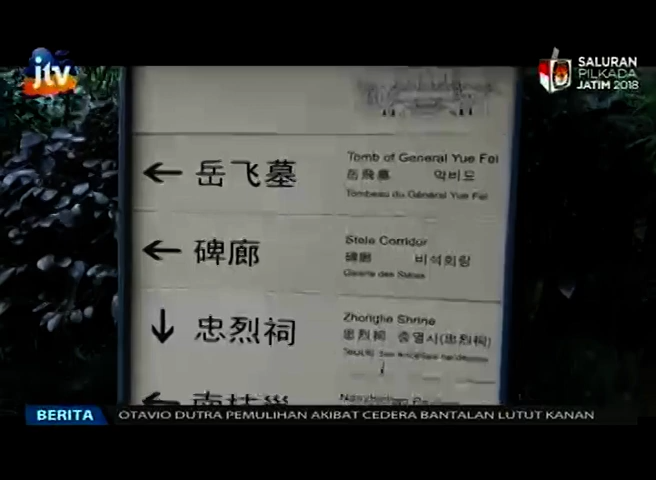 jtv
SALURAN
PILKADA
JATIM 2018
← 岳飞墓
Tomb of General Yue Fei
岳飛墓 악비묘
Tombeau du Général Yue Fei
← 碑廊
Stele Corridor
碑廊 비석회랑
Galerie des Stèles
↓ 忠烈祠
Zhonglie Shrine
忠烈祠 충열사(忠烈祠)
←
BERITA
OTAVIO DUTRA PEMULIHAN AKIBAT CEDERA BANTALAN LUTUT KANAN